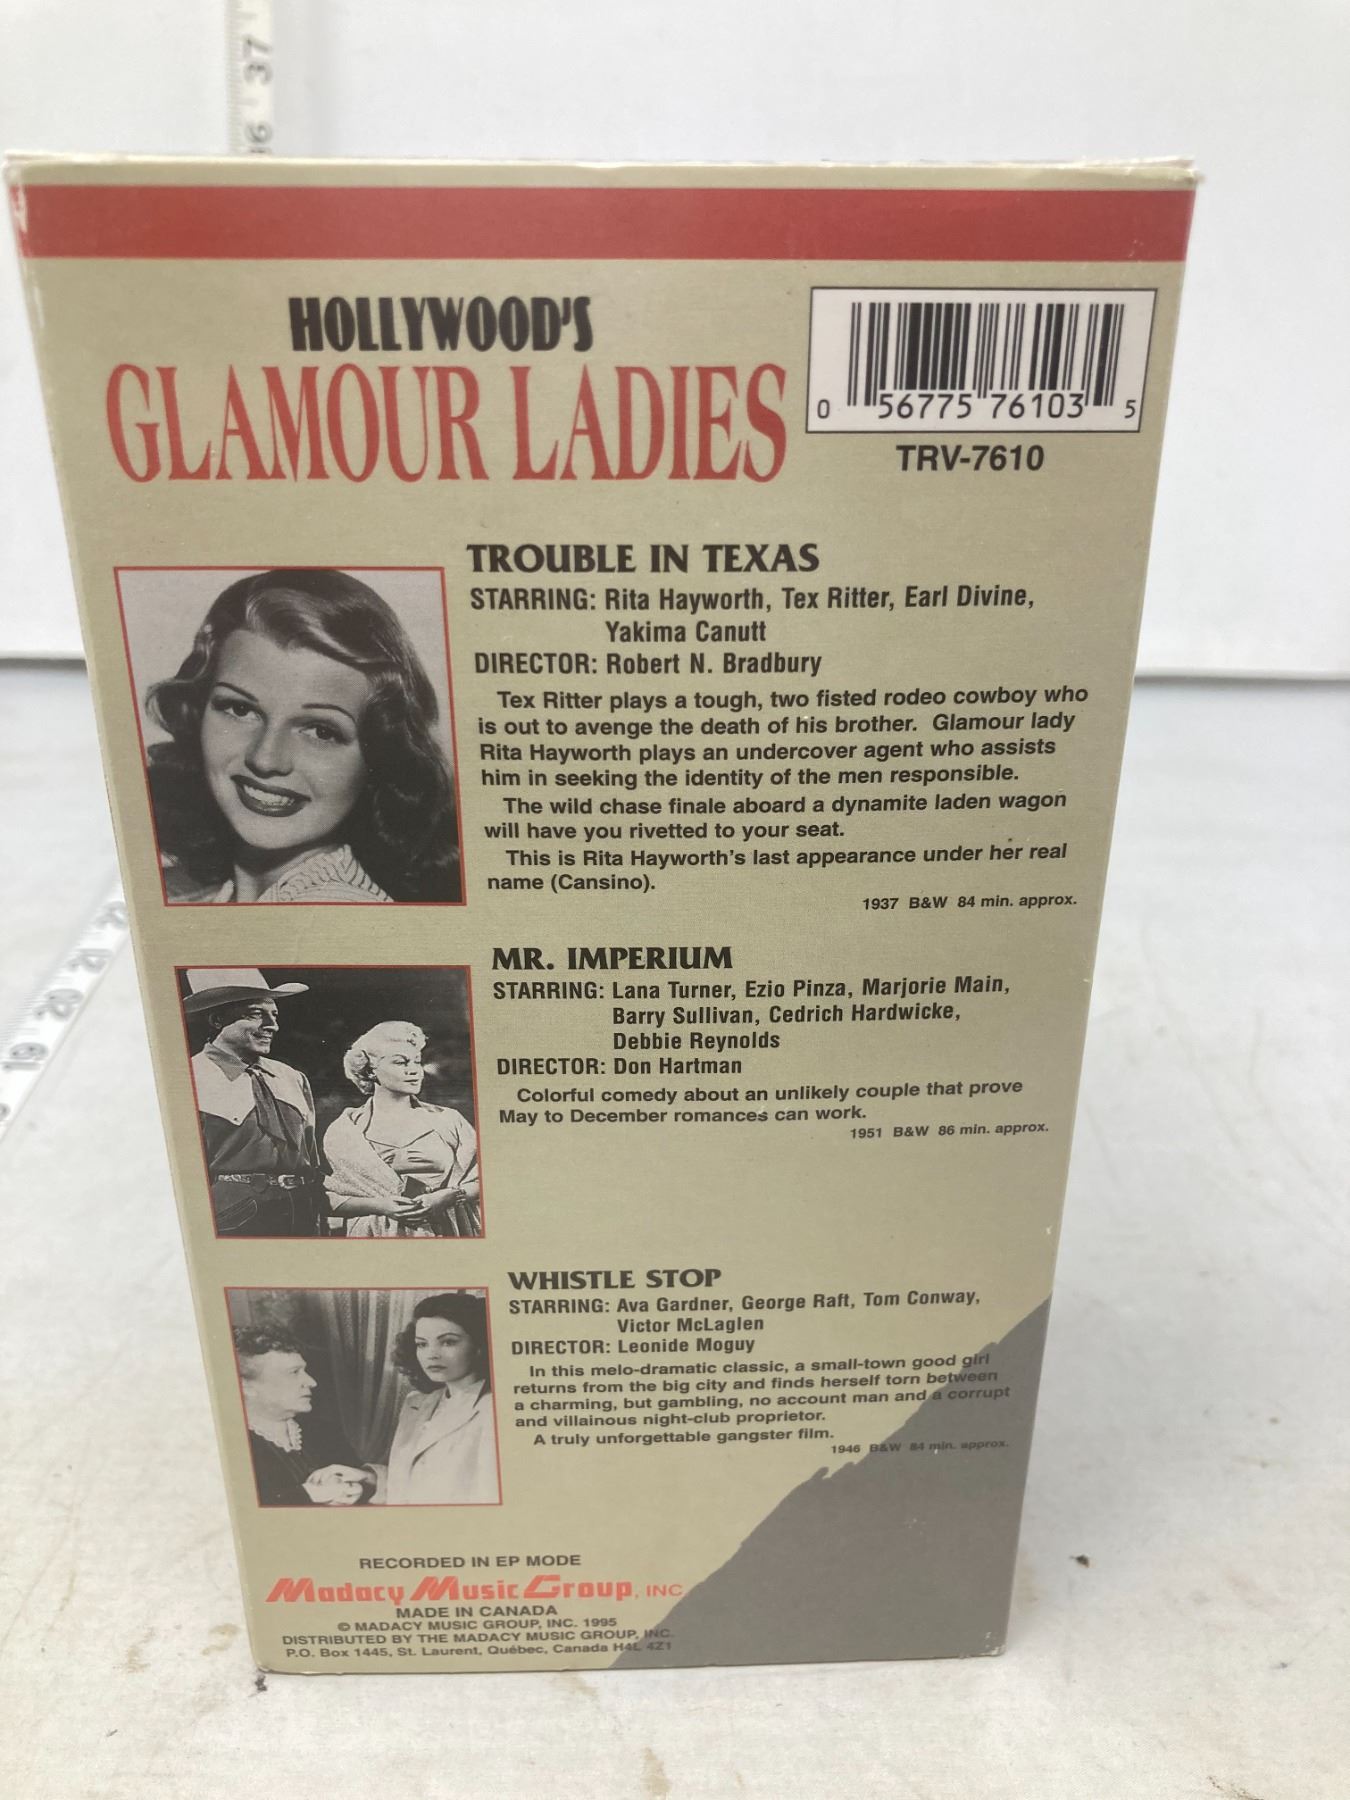 36 37
HOLLYWOOD'S
GLAMOUR LADIES
0 56775 76103 5
TRV-7610
TROUBLE IN TEXAS
STARRING: Rita Hayworth, Tex Ritter, Earl Divine,
Yakima Canutt
DIRECTOR: Robert N. Bradbury
Tex Ritter plays a tough, two fisted rodeo cowboy who
is out to avenge the death of his brother. Glamour lady
Rita Hayworth plays an undercover agent who assists
him in seeking the identity of the men responsible.
The wild chase finale aboard a dynamite laden wagon
will have you rivetted to your seat.
This is Rita Hayworth's last appearance under her real
name (Cansino).
1937 B&W 84 min. approx.
MR. IMPERIUM
STARRING: Lana Turner, Ezio Pinza, Marjorie Main,
Barry Sullivan, Cedrich Hardwicke,
Debbie Reynolds
DIRECTOR: Don Hartman
Colorful comedy about an unlikely couple that prove
May to December romances can work.
1951 B&W 86 min. approx.
WHISTLE STOP
STARRING: Ava Gardner, George Raft, Tom Conway,
Victor McLaglen
DIRECTOR: Leonide Moguy
In this melo-dramatic classic, a small-town good girl
returns from the big city and finds herself torn between
a charming, but gambling, no account man and a corrupt
and villainous night-club proprietor.
A truly unforgettable gangster film.
1946 B&W 84 min. approx.
RECORDED IN EP MODE
Madacy Music Group, INC.
MADE IN CANADA
© MADACY MUSIC GROUP, INC. 1995
DISTRIBUTED BY THE MADACY MUSIC GROUP, INC.
P.O. Box 1445, St. Laurent, Québec, Canada H4L 4Z1
19 20 21